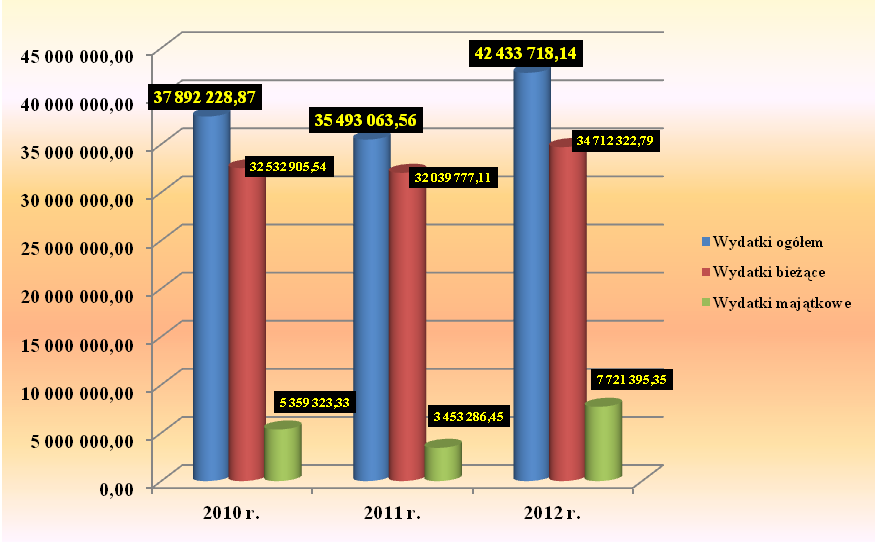 45 000 000,00
40 000 000,00
35 000 000,00
30 000 000,00
25 000 000,00
20 000 000,00
15 000 000,00
10 000 000,00
5 000 000,00
0,00
37 892 228,87
32 532 905,54
5 359 323,33
35 493 063,56
32 039 777,11
3 453 286,45
42 433 718,14
34 712 322,79
7 721 395,35
2010 r.
2011 r.
2012 r.
Wydatki ogółem
Wydatki bieżące
Wydatki majątkowe